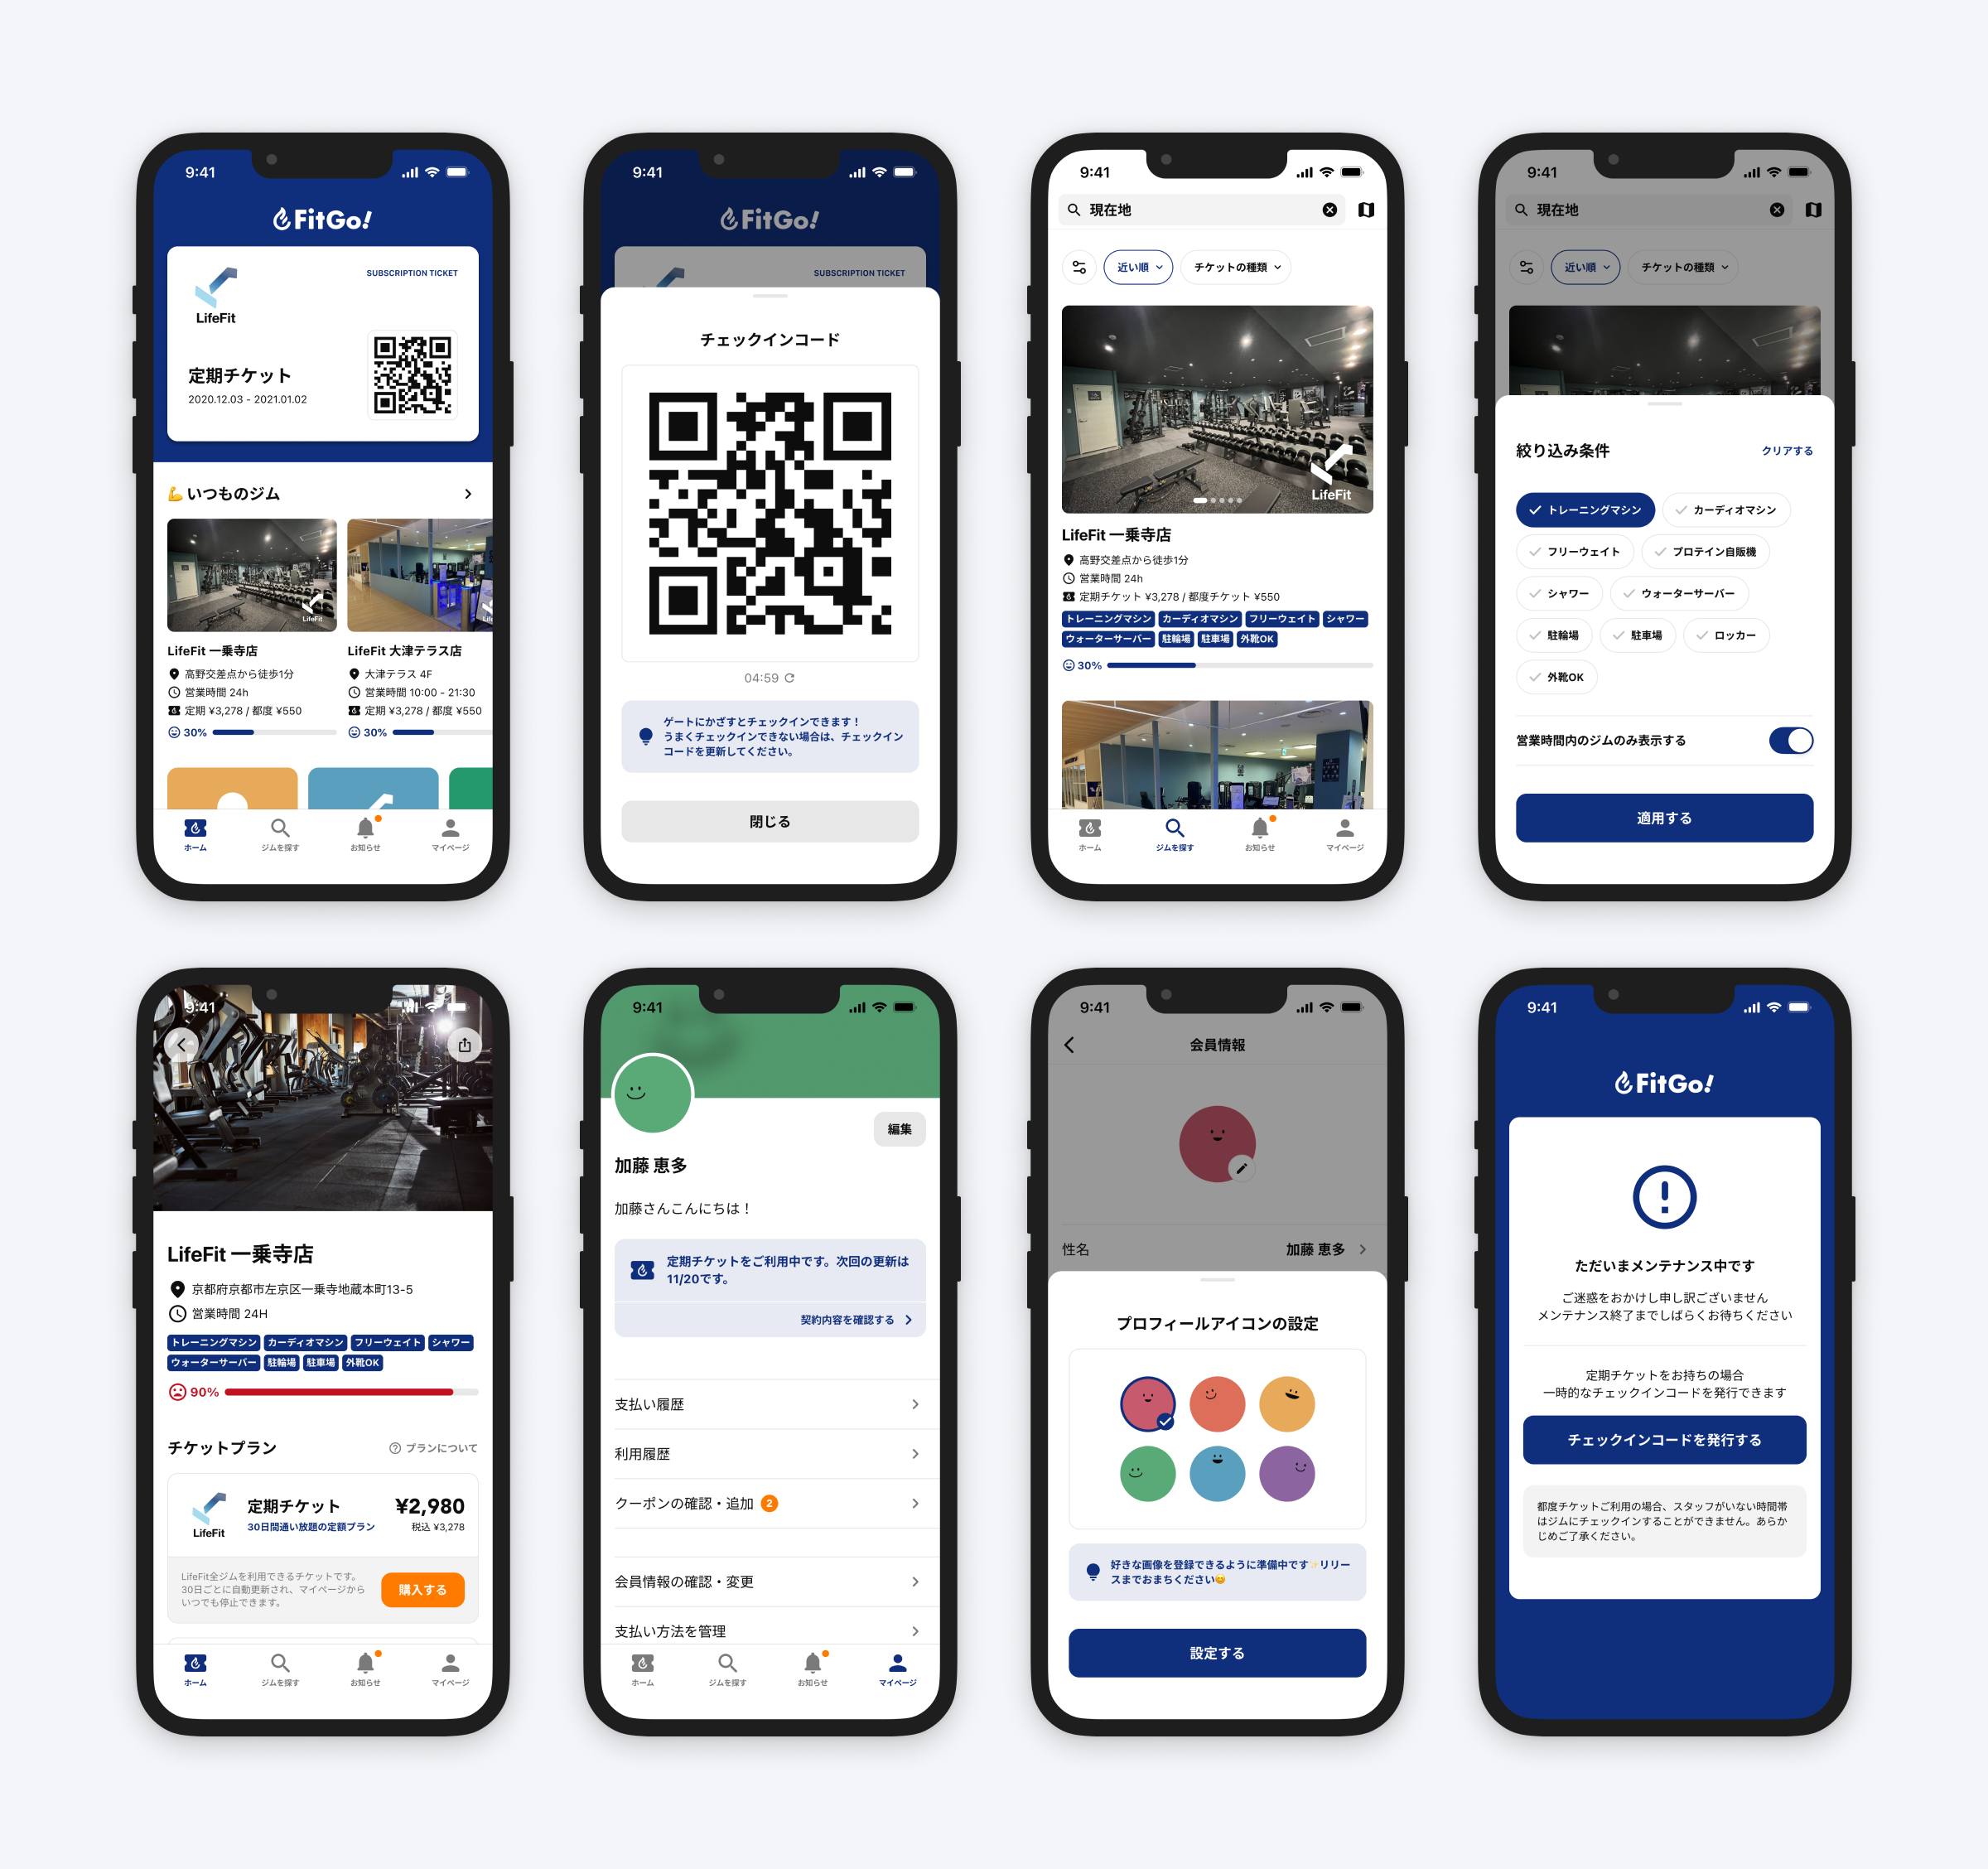 9:41
FitGo!
SUBSCRIPTION TICKET
LifeFit
定期チケット
2020.12.03 - 2021.01.02
💪いつものジム
LifeFit
LifeFit 一乗寺店
高野交差点から徒歩1分
営業時間 24h
定期 ¥3,278 / 都度 ¥550
30%
LifeFit 大津テラス店
大津テラス 4F
営業時間 10:00 - 21:30
定期 ¥3,278 / 都度 ¥550
30%
ホーム
ジムを探す
お知らせ
マイページ
9:41
FitGo!
SUBSCRIPTION TICKET
チェックインコード
04:59
ゲートにかざすとチェックインできます！
うまくチェックインできない場合は、チェックイン
コードを更新してください。
閉じる
9:41
現在地
近い順
チケットの種類
LifeFit
LifeFit 一乗寺店
高野交差点から徒歩1分
営業時間 24h
定期チケット ¥3,278 / 都度チケット ¥550
トレーニングマシン カーディオマシン フリーウェイト シャワー
ウォーターサーバー 駐輪場 駐車場 外靴OK
30%
ホーム
ジムを探す
お知らせ
マイページ
9:41
現在地
近い順
チケットの種類
絞り込み条件
クリアする
トレーニングマシン
カーディオマシン
フリーウェイト
プロテイン自販機
シャワー
ウォーターサーバー
駐輪場
駐車場
ロッカー
外靴OK
営業時間内のジムのみ表示する
適用する
9:41
LifeFit 一乗寺店
京都府京都市左京区一乗寺地蔵本町13-5
営業時間 24H
トレーニングマシン カーディオマシン フリーウェイト シャワー
ウォーターサーバー 駐輪場 駐車場 外靴OK
90%
チケットプラン
プランについて
LifeFit
定期チケット
30日間通い放題の定額プラン
¥2,980
税込 ¥3,278
LifeFit全ジムを利用できるチケットです。
30日ごとに自動更新され、マイページから
いつでも停止できます。
購入する
ホーム
ジムを探す
お知らせ
マイページ
9:41
編集
加藤 恵多
加藤さんこんにちは！
定期チケットをご利用中です。次回の更新は
11/20です。
契約内容を確認する
支払い履歴
利用履歴
クーポンの確認・追加 2
会員情報の確認・変更
支払い方法を管理
ホーム
ジムを探す
お知らせ
マイページ
9:41
会員情報
性名
加藤 恵多
プロフィールアイコンの設定
好きな画像を登録できるように準備中です✨リリー
スまでおまちください😊
設定する
9:41
FitGo!
ただいまメンテナンス中です
ご迷惑をおかけし申し訳ございません
メンテナンス終了までしばらくお待ちください
定期チケットをお持ちの場合
一時的なチェックインコードを発行できます
チェックインコードを発行する
都度チケットご利用の場合、スタッフがいない時間帯
はジムにチェックインすることができません。あらか
じめご了承ください。